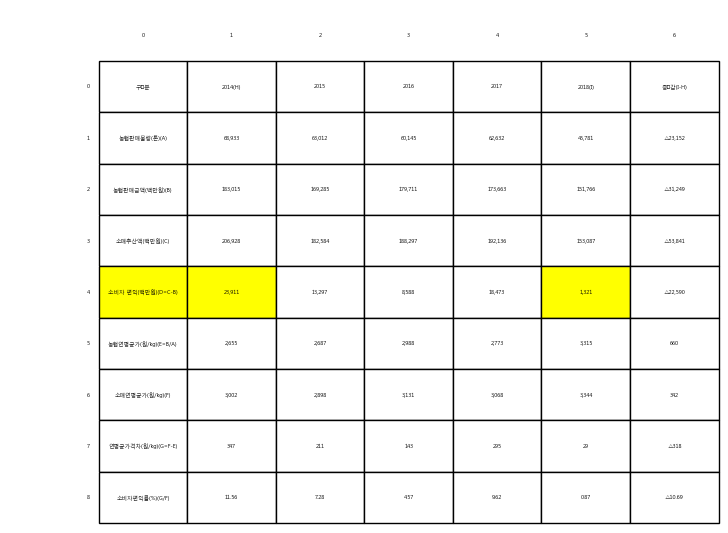 0 1 2 3 4 5 6
0 구□분 2014(H) 2015 2016 2017 2018(I) 증□감(I-H)
1 농협판매물량(톤)(A) 68,933 63,012 60,145 62,632 45,781 △23,152
2 농협판매금액(백만원)(B) 183,015 169,285 179,711 173,663 151,766 △31,249
3 소매추산액(백만원)(C) 206,928 182,584 188,297 192,136 153,087 △53,841
4 소비자 편익(백만원)(D=C-B) 23,911 13,297 8,588 18,473 1,321 △22,590
5 농협연평균가(원/kg)(E=B/A) 2,655 2,687 2,988 2,773 3,315 660
6 소매연평균가(원/kg)(F) 3,002 2,898 3,131 3,068 3,344 342
7 연평균가격차(원/kg)(G=F-E) 347 211 143 295 29 △318
8 소비자편익률(%)(G/F) 11.56 7.28 4.57 9.62 0.87 △10.69